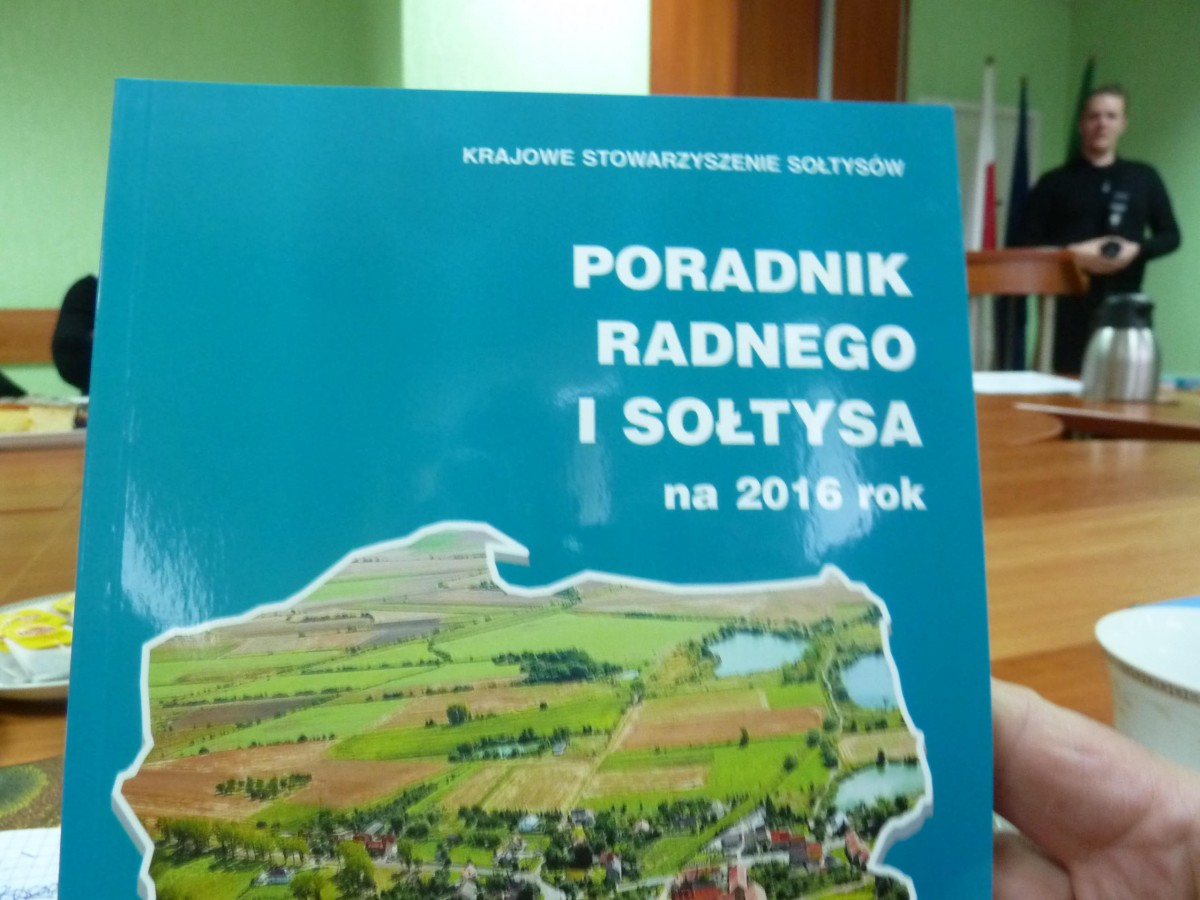 KRAJOWE STOWARZYSZENIE SOŁTYSÓW
PORADNIK
RADNEGO
I SOŁTYSA
na 2016 rok